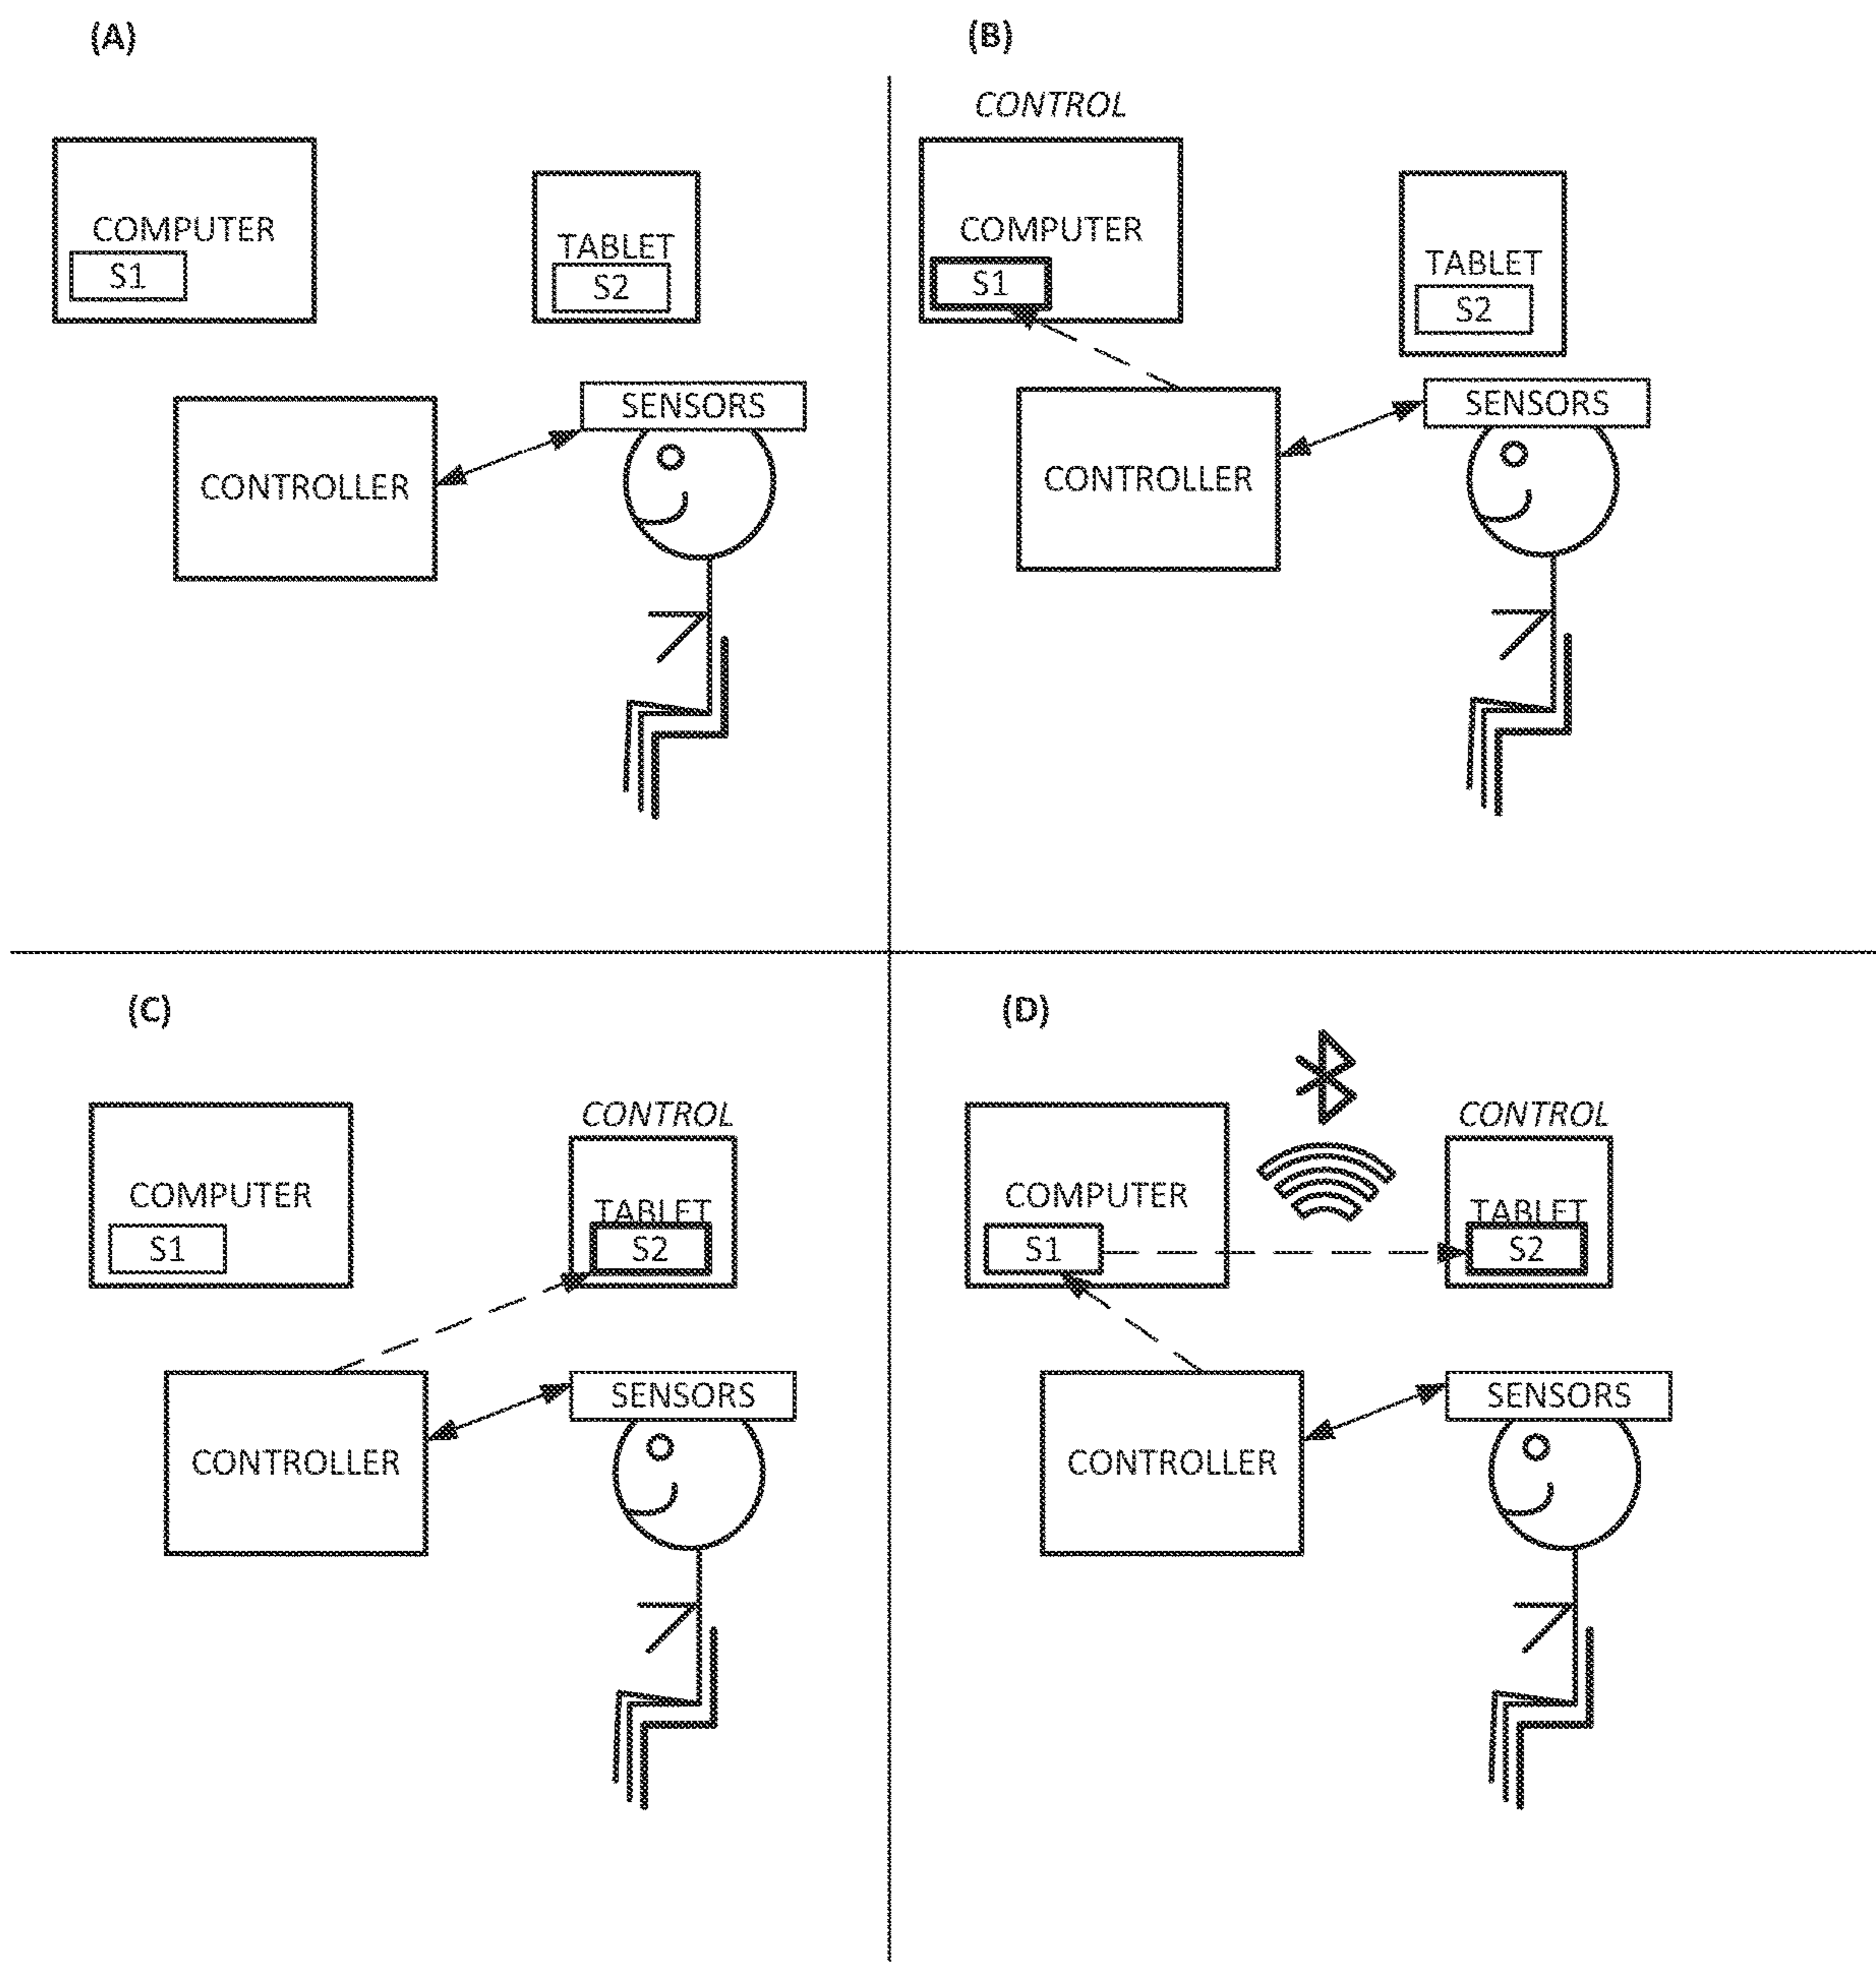 (A)
COMPUTER
S1
TABLET
S2
SENSORS
CONTROLLER
(B)
CONTROL
COMPUTER
S1
TABLET
S2
SENSORS
CONTROLLER
(C)
COMPUTER
S1
CONTROL
TABLET
S2
SENSORS
CONTROLLER
(D)
COMPUTER
S1
CONTROL
TABLET
S2
SENSORS
CONTROLLER